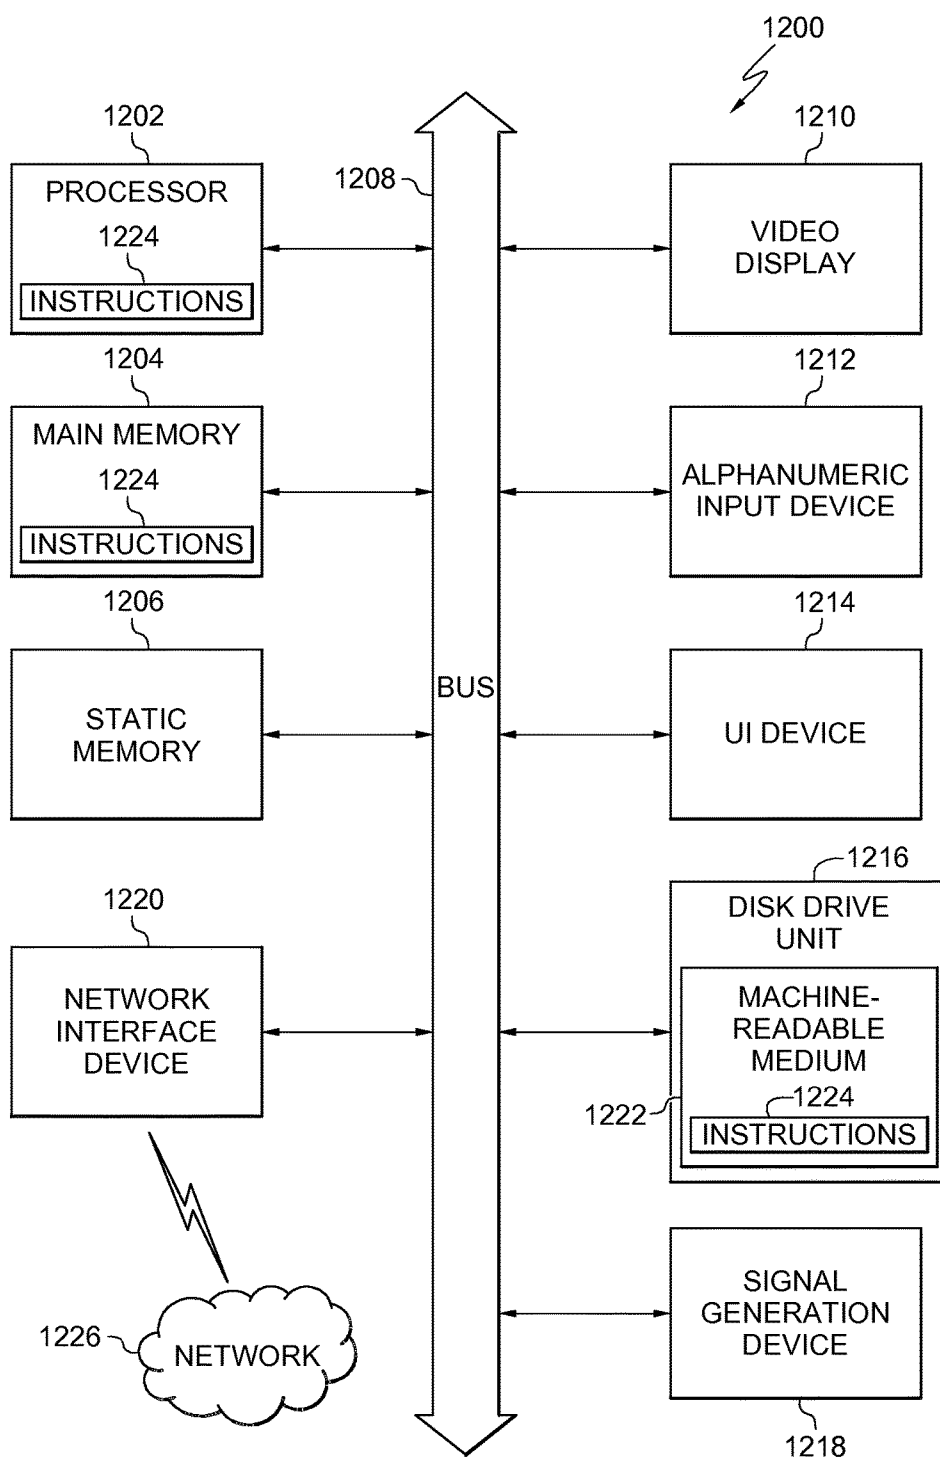 1200
1202
PROCESSOR
1224
INSTRUCTIONS
1204
MAIN MEMORY
1224
INSTRUCTIONS
1206
STATIC
MEMORY
1220
NETWORK
INTERFACE
DEVICE
1226
NETWORK
1208
BUS
1210
VIDEO
DISPLAY
1212
ALPHANUMERIC
INPUT DEVICE
1214
UI DEVICE
1216
DISK DRIVE
UNIT
MACHINE-
READABLE
MEDIUM
1222
1224
INSTRUCTIONS
SIGNAL
GENERATION
DEVICE
1218